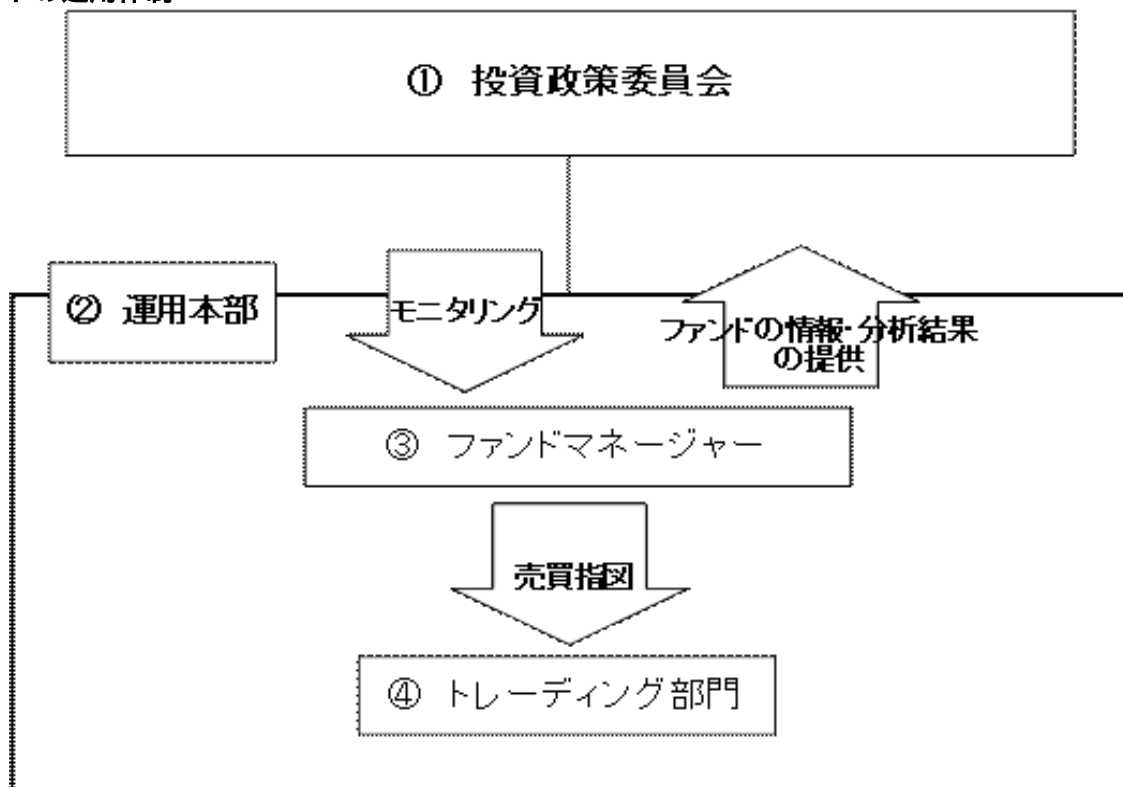 ① 投資政策委員会
② 運用本部
モニタリング
ファンドの情報・分析結果
の提供
③ ファンドマネージャー
売買指図
④ トレーディング部門